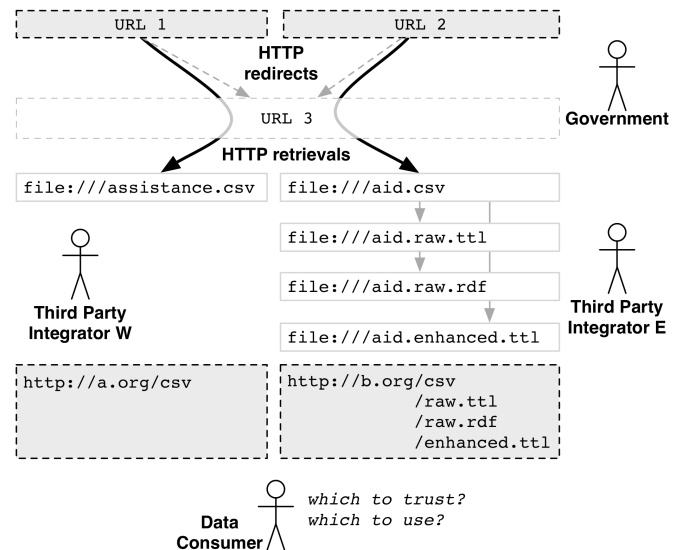 URL 1
URL 2
HTTP
redirects
URL 3
Government
HTTP retrievals
file:///assistance.csv
file:///aid.csv
file:///aid.raw.ttl
file:///aid.raw.rdf
file:///aid.enhanced.ttl
Third Party
Integrator W
Third Party
Integrator E
http://a.org/csv
http://b.org/csv
/raw.ttl
/raw.rdf
/enhanced.ttl
Data
Consumer
which to trust?
which to use?